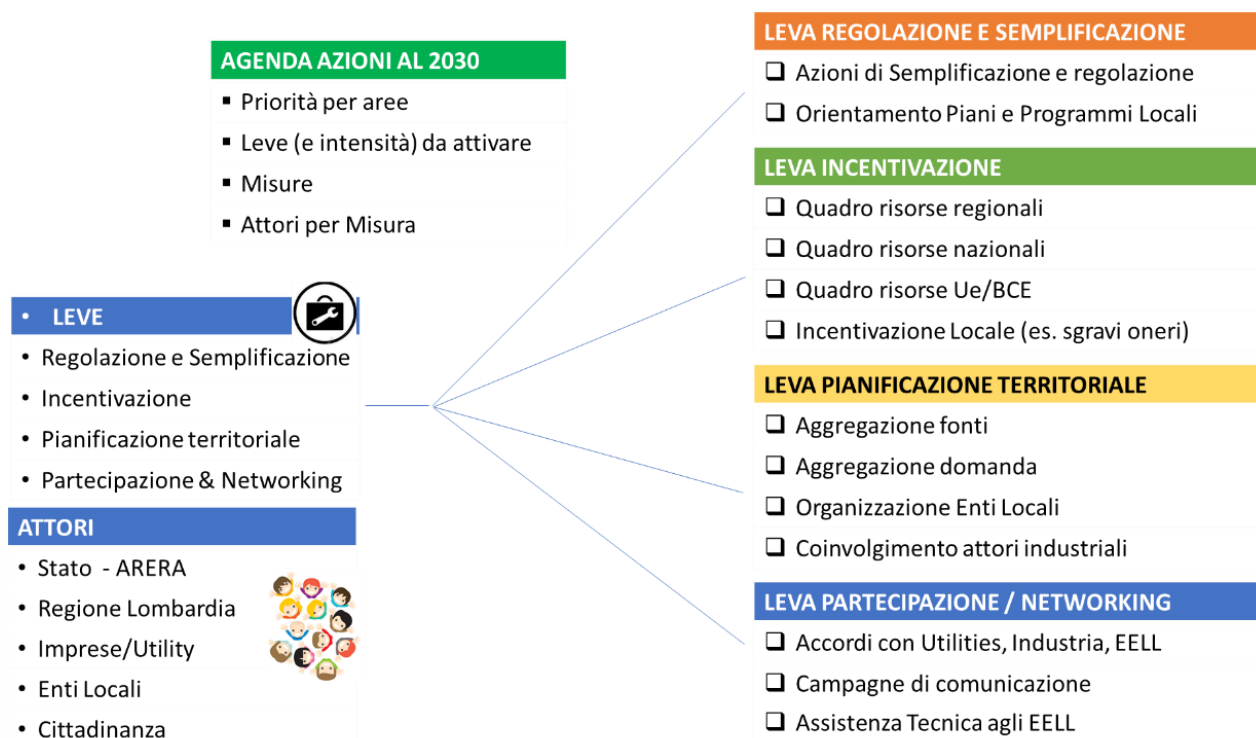 AGENDA AZIONI AL 2030
▪ Priorità per aree
▪ Leve (e intensità) da attivare
▪ Misure
▪ Attori per Misura
• LEVE
• Regolazione e Semplificazione
• Incentivazione
• Pianificazione territoriale
• Partecipazione & Networking
ATTORI
• Stato - ARERA
• Regione Lombardia
• Imprese/Utility
• Enti Locali
• Cittadinanza
LEVA REGOLAZIONE E SEMPLIFICAZIONE
❑ Azioni di Semplificazione e regolazione
❑ Orientamento Piani e Programmi Locali
LEVA INCENTIVAZIONE
❑ Quadro risorse regionali
❑ Quadro risorse nazionali
❑ Quadro risorse Ue/BCE
❑ Incentivazione Locale (es. sgravi oneri)
LEVA PIANIFICAZIONE TERRITORIALE
❑ Aggregazione fonti
❑ Aggregazione domanda
❑ Organizzazione Enti Locali
❑ Coinvolgimento attori industriali
LEVA PARTECIPAZIONE / NETWORKING
❑ Accordi con Utilities, Industria, EELL
❑ Campagne di comunicazione
❑ Assistenza Tecnica agli EELL